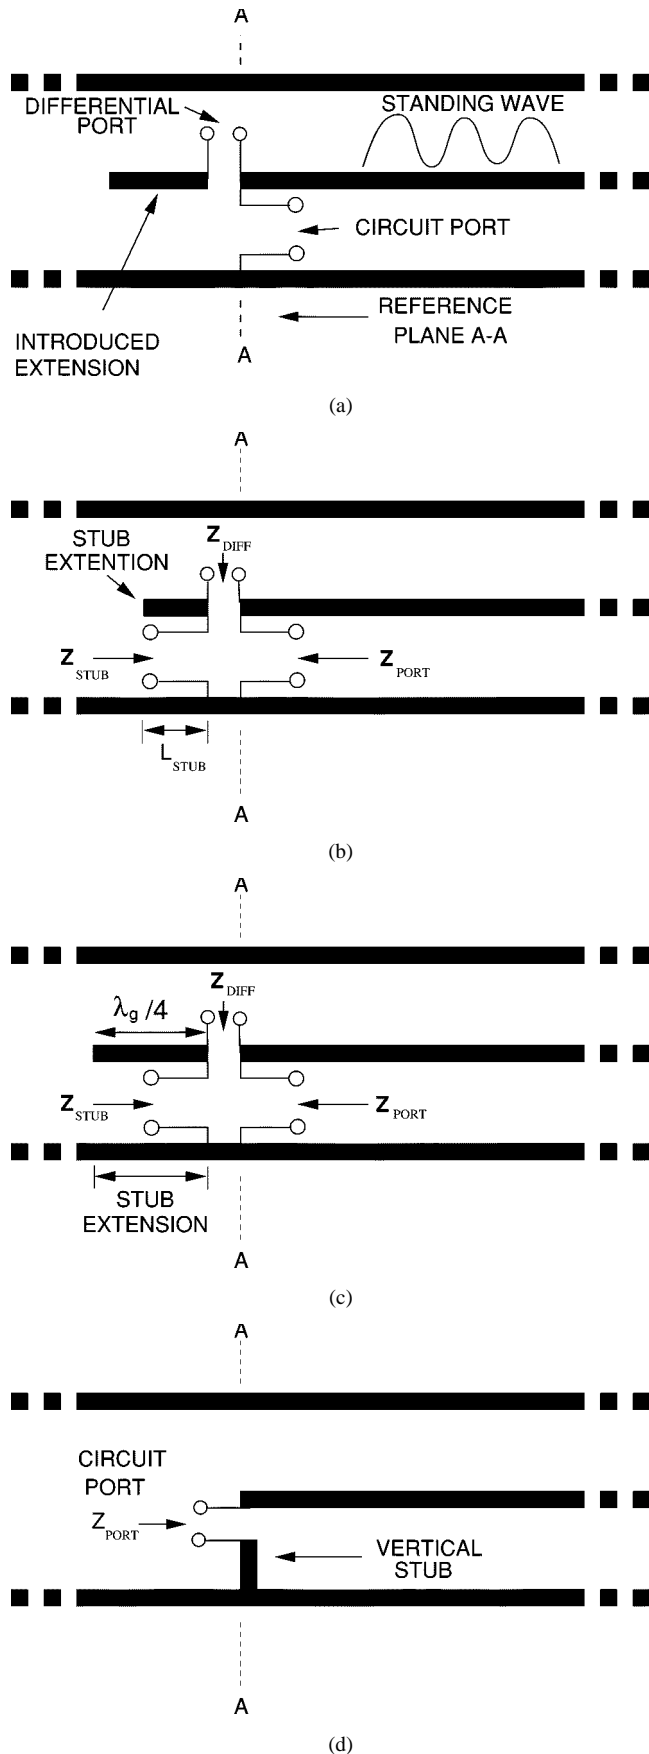 A
DIFFERENTIAL
PORT
STANDING WAVE
CIRCUIT PORT
INTRODUCED
EXTENSION
REFERENCE
PLANE A-A
A
(a)
A
STUB
EXTENTION
Z DIFF
Z STUB
Z PORT
L STUB
A
(b)
A
Z DIFF
λg /4
Z STUB
Z PORT
STUB
EXTENSION
A
(c)
A
CIRCUIT
PORT
Z PORT
VERTICAL
STUB
A
(d)